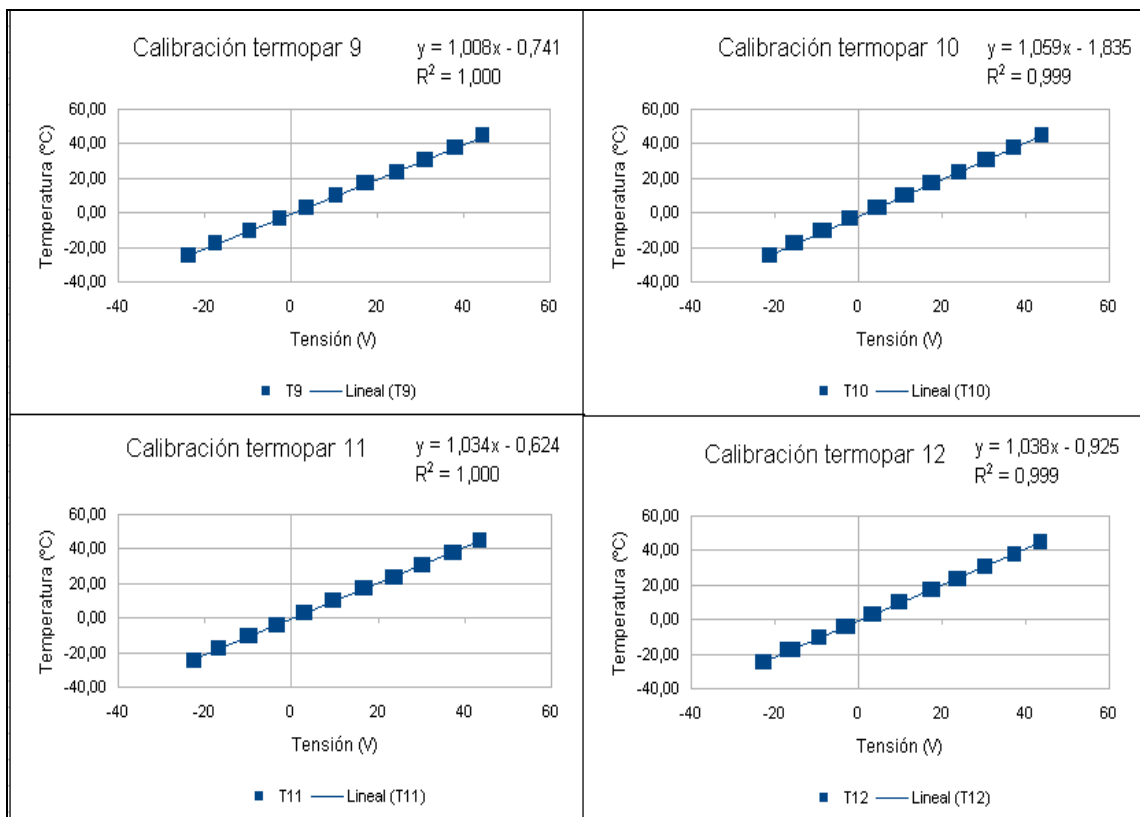 Calibración termopar 9
y = 1,008x - 0,741
R² = 1,000
Temperatura (ºC)
60,00
40,00
20,00
0,00
-20,00
-40,00
-40 -20 0 20 40 60
Tensión (V)
T9 Lineal (T9)
Calibración termopar 10
y = 1,059x - 1,835
R² = 0,999
Temperatura (ºC)
60,00
40,00
20,00
0,00
-20,00
-40,00
-40 -20 0 20 40 60
Tensión (V)
T10 Lineal (T10)
Calibración termopar 11
y = 1,034x - 0,624
R² = 1,000
Temperatura (ºC)
60,00
40,00
20,00
0,00
-20,00
-40,00
-40 -20 0 20 40 60
Tensión (V)
T11 Lineal (T11)
Calibración termopar 12
y = 1,038x - 0,925
R² = 0,999
Temperatura (ºC)
60,00
40,00
20,00
0,00
-20,00
-40,00
-40 -20 0 20 40 60
Tensión (V)
T12 Lineal (T12)